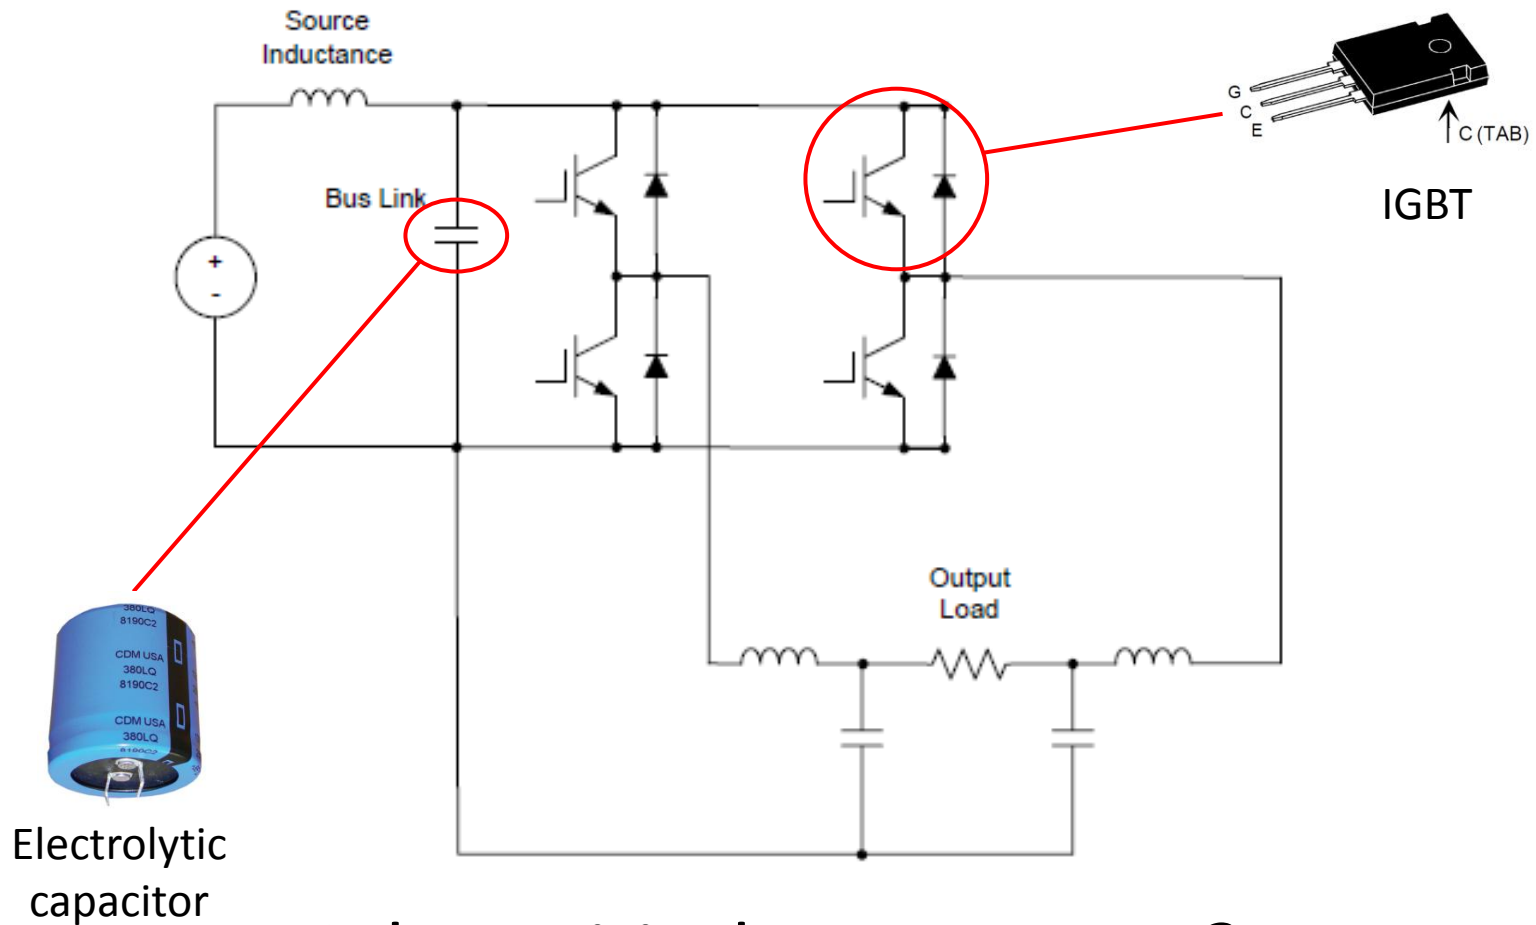 Source
Inductance
G
C
E
C (TAB)
IGBT
Bus Link
+
-
Output
Load
380LQ
8190C2
CDM USA
380LQ
8190C2
CDM USA
380LQ
8190C2
Electrolytic
capacitor